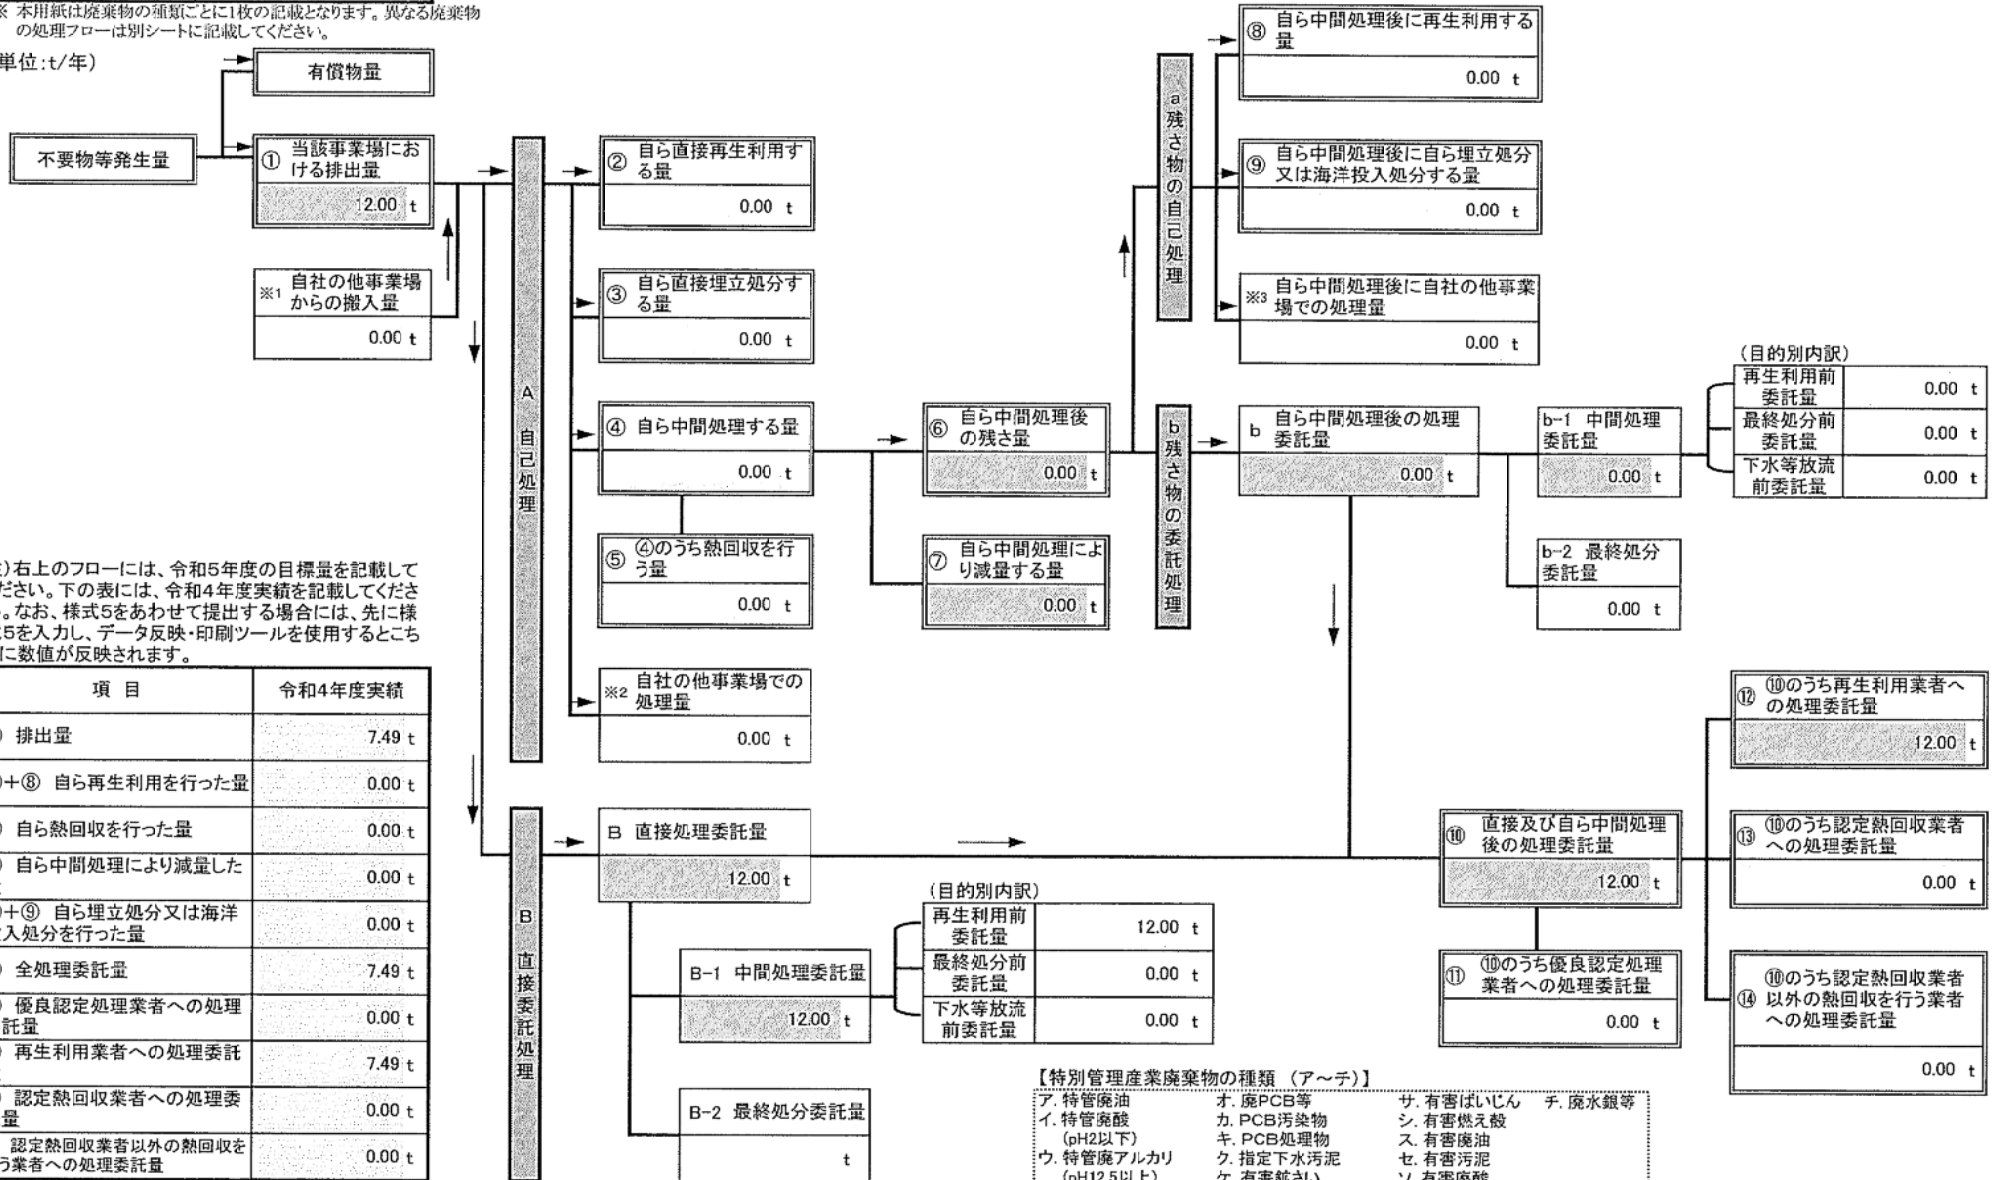 ※ 本用紙は廃棄物の種類ごとに1枚の記載となります。異なる廃棄物
の処理フローは別シートに記載してください。
単位:t/年)
有償物量
不要物等発生量
① 当該事業場にお
ける排出量
12.00 t
※1 自社の他事業場
からの搬入量
0.00 t
A 自己処理
② 自ら直接再生利用す
る量
0.00 t
③ 自ら直接埋立処分す
る量
0.00 t
④ 自ら中間処理する量
0.00 t
⑤ ④のうち熱回収を行
う量
0.00 t
※2 自社の他事業場での
処理量
0.00 t
⑥ 自ら中間処理後
の残さ量
0.00 t
⑦ 自ら中間処理によ
り減量する量
0.00 t
a 残さ物の自己処理
⑧ 自ら中間処理後に再生利用する
量
0.00 t
⑨ 自ら中間処理後に自ら埋立処分
又は海洋投入処分する量
0.00 t
※3 自ら中間処理後に自社の他事業
場での処理量
0.00 t
b 残さ物の委託処理
b 自ら中間処理後の処理
委託量
0.00 t
b-1 中間処理
委託量
0.00 t
(目的別内訳)
再生利用前
委託量
0.00 t
最終処分前
委託量
0.00 t
下水等放流
前委託量
0.00 t
b-2 最終処分
委託量
0.00 t
)右上のフローには、令和5年度の目標量を記載して
ださい。下の表には、令和4年度実績を記載してくださ
。なお、様式5をあわせて提出する場合には、先に様
5を入力し、データ反映・印刷ツールを使用するとこち
に数値が反映されます。
項 目 令和4年度実績
排出量 7.49 t
+⑧ 自ら再生利用を行った量 0.00 t
自ら熱回収を行った量 0.00 t
自ら中間処理により減量した
0.00 t
+⑨ 自ら埋立処分又は海洋
入処分を行った量 0.00 t
全処理委託量 7.49 t
優良認定処理業者への処理
託量 0.00 t
再生利用業者への処理委託
7.49 t
認定熱回収業者への処理委
量 0.00 t
認定熱回収業者以外の熱回収を
う業者への処理委託量 0.00 t
B 直接委託処理
B 直接処理委託量
12.00 t
B-1 中間処理委託量
12.00 t
(目的別内訳)
再生利用前
委託量
12.00 t
最終処分前
委託量
0.00 t
下水等放流
前委託量
0.00 t
B-2 最終処分委託量
t
⑩ 直接及び自ら中間処理
後の処理委託量
12.00 t
⑪ ⑩のうち優良認定処理
業者への処理委託量
0.00 t
⑫ ⑩のうち再生利用業者へ
の処理委託量
12.00 t
⑬ ⑩のうち認定熱回収業者
への処理委託量
0.00 t
⑭ ⑩のうち認定熱回収業者
以外の熱回収を行う業者
への処理委託量
0.00 t
【特別管理産業廃棄物の種類 (ア～チ)】
ア. 特管廃油 オ. 廃PCB等 サ. 有害ばいじん チ. 廃水銀等
イ. 特管廃酸 カ. PCB汚染物 シ. 有害燃え殻
(pH2以下) キ. PCB処理物 ス. 有害廃油
ウ. 特管廃アルカリ ク. 指定下水汚泥 セ. 有害汚泥
(pH12.5以上) ケ. 有害鉱さい ソ. 有害廃酸